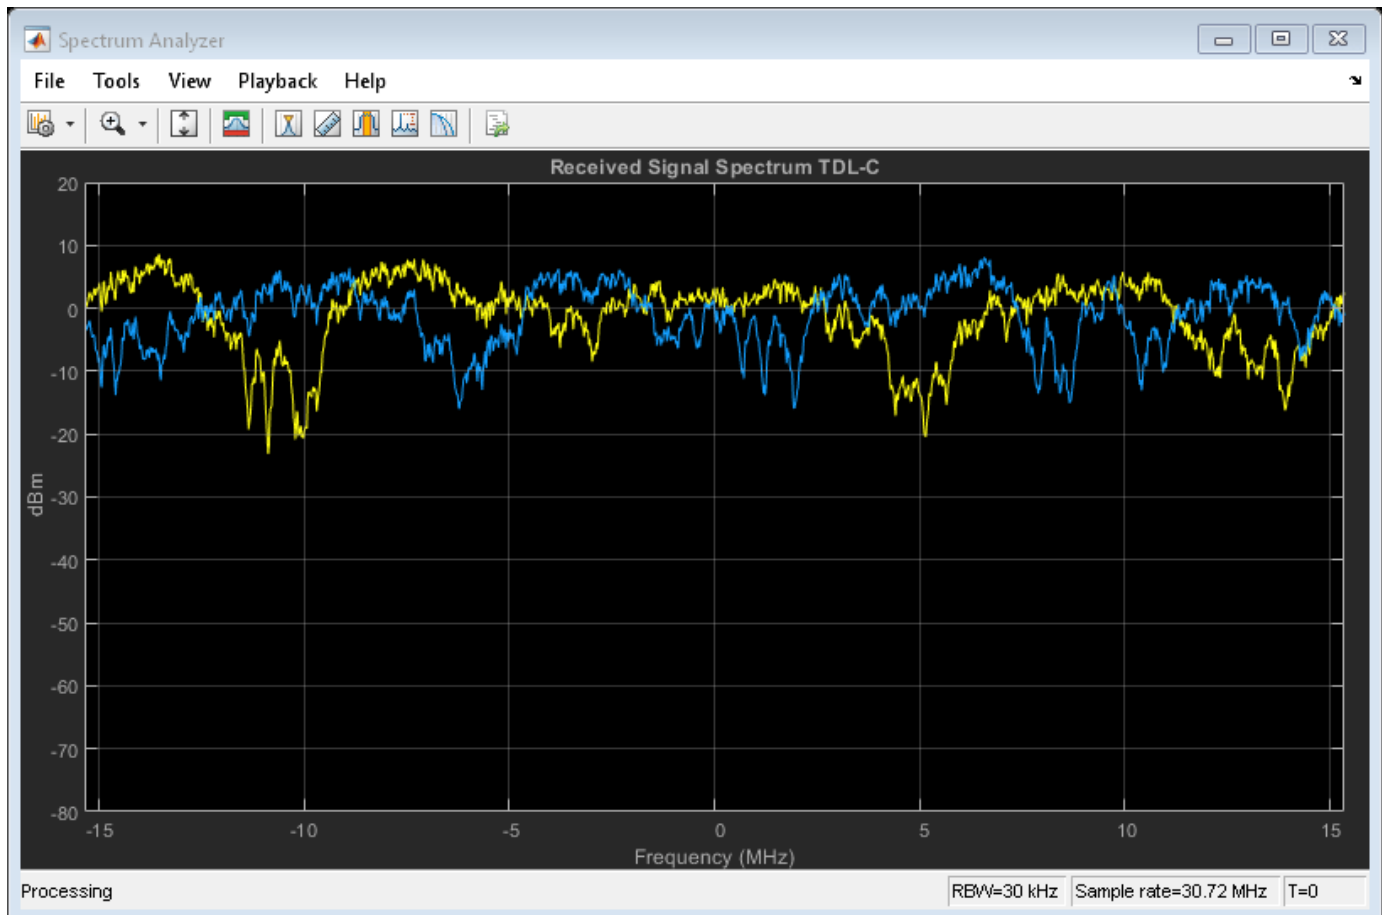 Spectrum Analyzer
File Tools View Playback Help
Received Signal Spectrum TDL-C
20
10
0
-10
-20
-30
-40
-50
-60
-70
-80
dBm
-15 -10 -5 0 5 10 15
Frequency (MHz)
Processing RBW=30 kHz Sample rate=30.72 MHz T=0